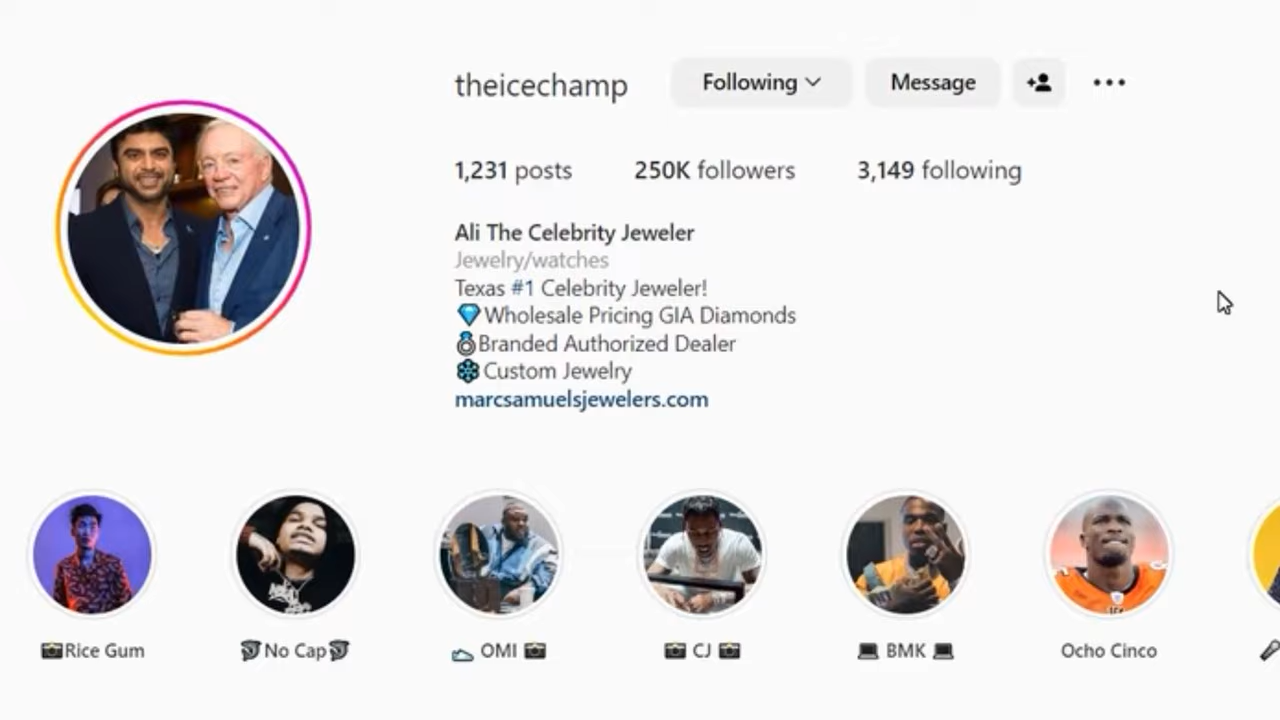 theicechamp Following Message
1,231 posts 250K followers 3,149 following
Ali The Celebrity Jeweler
Jewelry/watches
Texas #1 Celebrity Jeweler!
💎Wholesale Pricing GIA Diamonds
💍Branded Authorized Dealer
Custom Jewelry
marcsamuelsjewelers.com
📸Rice Gum
No Cap
👟 OMI 📸
📸 CJ 📸
💻 BMK 💻
Ocho Cinco
🎤